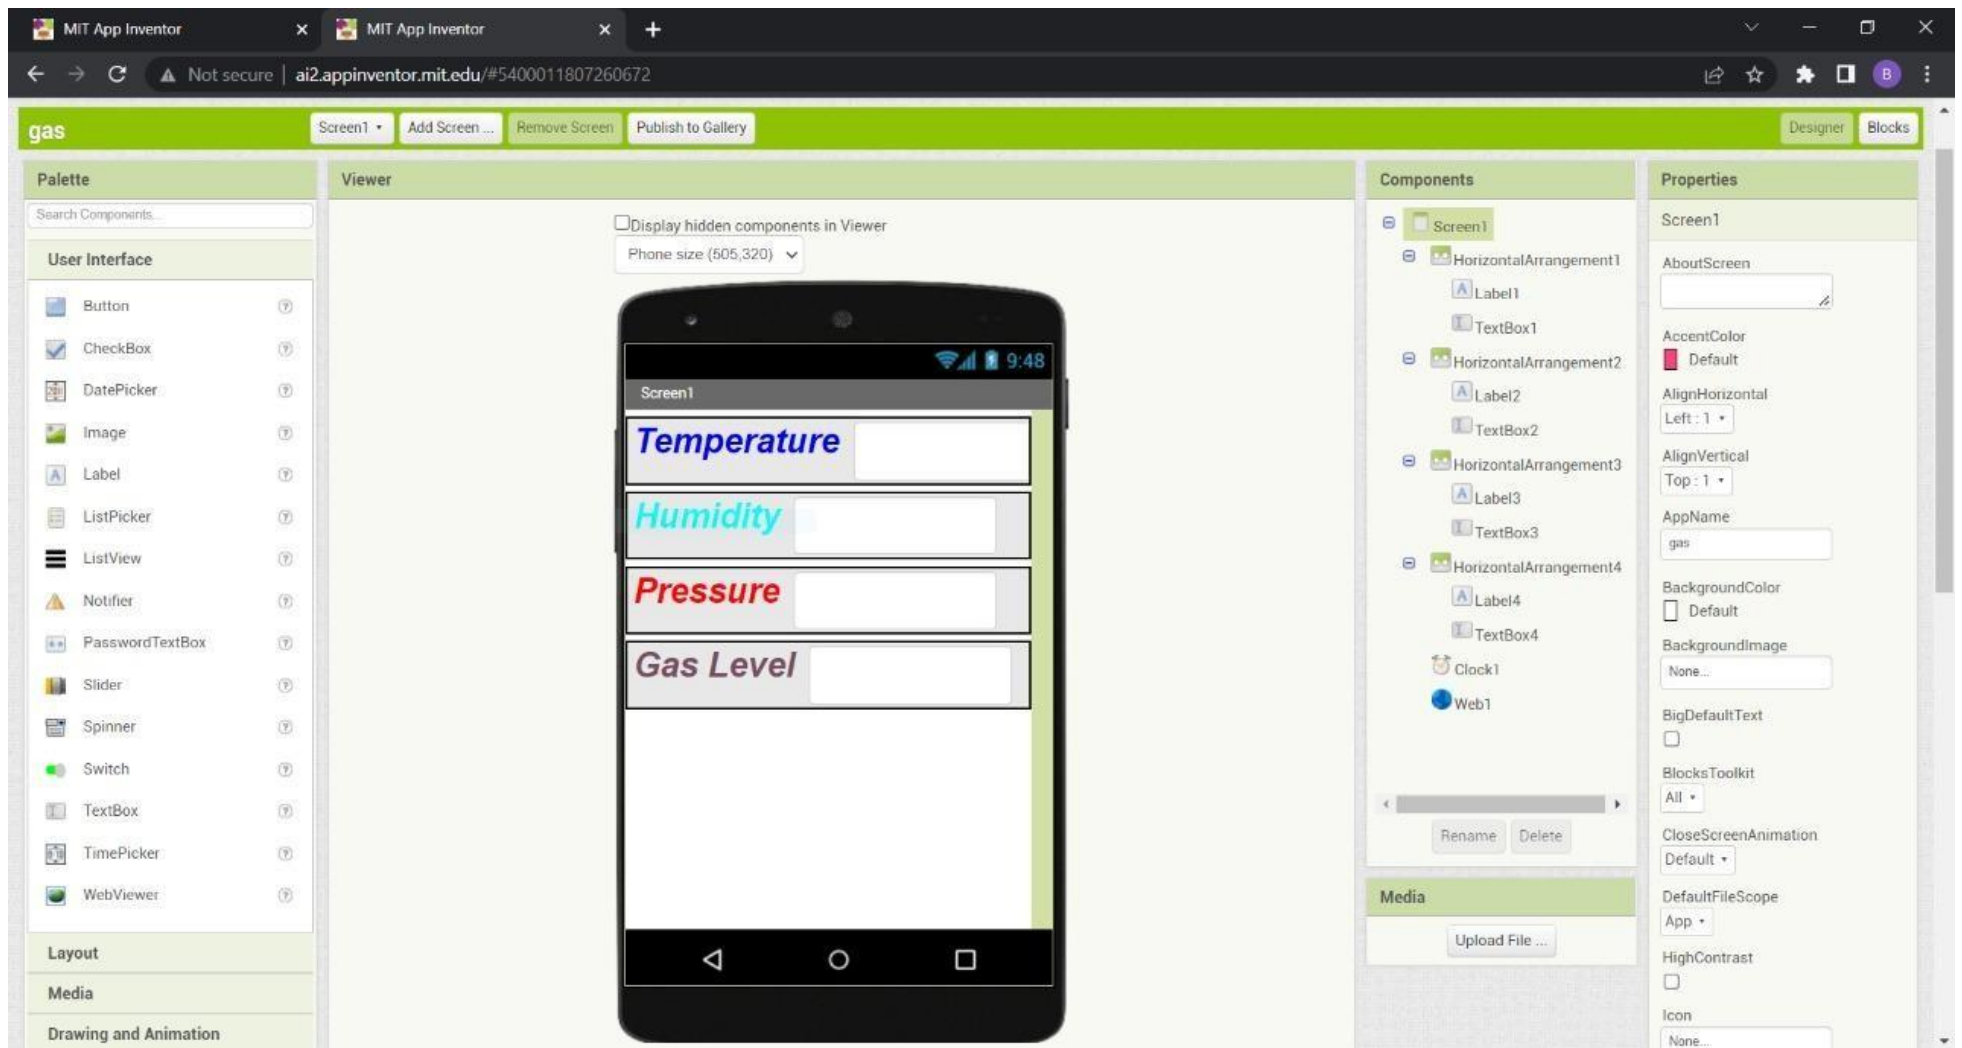 MIT App Inventor
MIT App Inventor
Not secure
ai2.appinventor.mit.edu/#5400011807260672
B
gas
Screen1
Add Screen ...
Remove Screen
Publish to Gallery
Designer
Blocks
Palette
Search Components...
User Interface
Button
CheckBox
DatePicker
Image
Label
ListPicker
ListView
Notifier
PasswordTextBox
Slider
Spinner
Switch
TextBox
TimePicker
WebViewer
Layout
Media
Drawing and Animation
Viewer
Display hidden components in Viewer
Phone size (505,320)
9:48
Screen1
Temperature
Humidity
Pressure
Gas Level
Components
Screen1
HorizontalArrangement1
Label1
TextBox1
HorizontalArrangement2
Label2
TextBox2
HorizontalArrangement3
Label3
TextBox3
HorizontalArrangement4
Label4
TextBox4
Clock1
Web1
Rename
Delete
Media
Upload File ...
Properties
Screen1
AboutScreen
AccentColor
Default
AlignHorizontal
Left : 1
AlignVertical
Top : 1
AppName
gas
BackgroundColor
Default
BackgroundImage
None...
BigDefaultText
BlocksToolkit
All
CloseScreenAnimation
Default
DefaultFileScope
App
HighContrast
Icon
None...